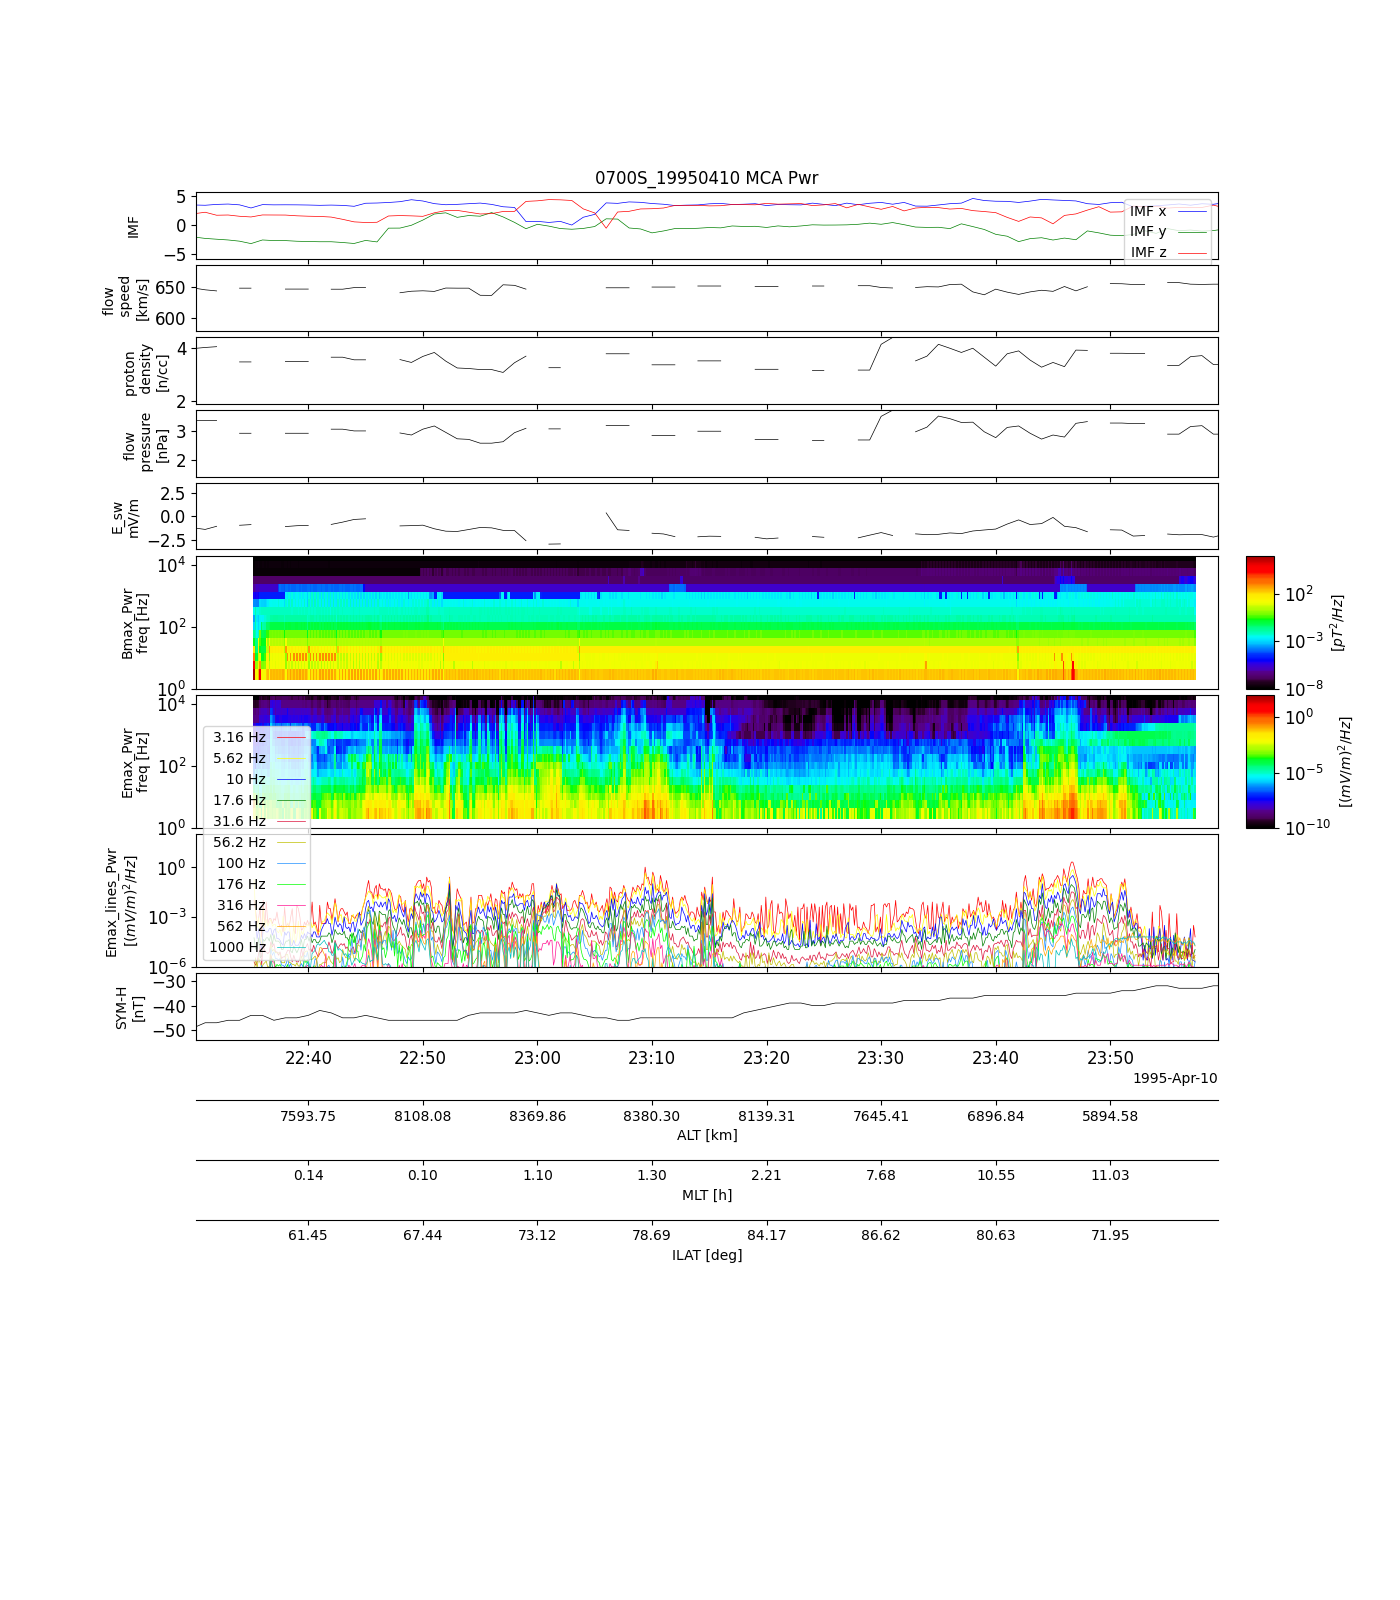 0700S_19950410 MCA Pwr
5
0
−5
IMF
IMF x
IMF y
IMF z
650
600
flow
speed
[km/s]
4
2
proton
density
[n/cc]
3
2
flow
pressure
[nPa]
2.5
0.0
−2.5
E_sw
mV/m
10^4
10^2
10^0
Bmax_Pwr
freq [Hz]
10^2
10^−3
10^−8
[pT^2/Hz]
10^4
10^2
10^0
Emax_Pwr
freq [Hz]
10^0
10^−5
10^−10
[(mV/m)^2/Hz]
3.16 Hz
5.62 Hz
10 Hz
17.6 Hz
31.6 Hz
56.2 Hz
100 Hz
176 Hz
316 Hz
562 Hz
1000 Hz
10^0
10^−3
10^−6
Emax_lines_Pwr
[(mV/m)^2/Hz]
−30
−40
−50
SYM-H
[nT]
22:40 22:50 23:00 23:10 23:20 23:30 23:40 23:50
1995-Apr-10
7593.75 8108.08 8369.86 8380.30 8139.31 7645.41 6896.84 5894.58
ALT [km]
0.14 0.10 1.10 1.30 2.21 7.68 10.55 11.03
MLT [h]
61.45 67.44 73.12 78.69 84.17 86.62 80.63 71.95
ILAT [deg]